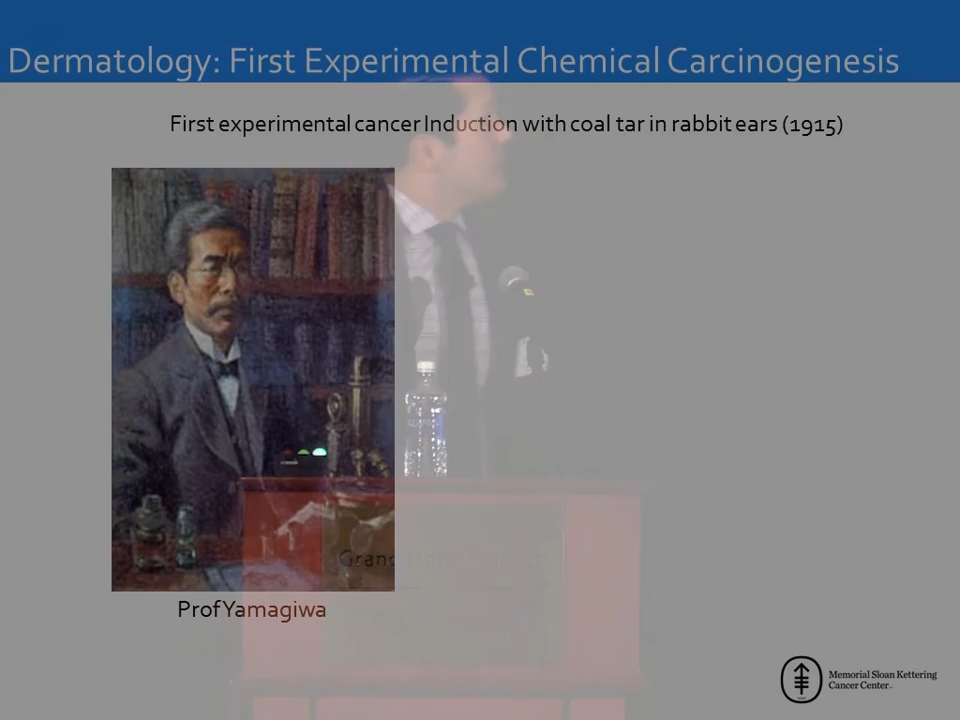 Dermatology: First Experimental Chemical Carcinogenesis
First experimental cancer Induction with coal tar in rabbit ears (1915)
Prof Yamagiwa
Memorial Sloan Kettering
Cancer Center